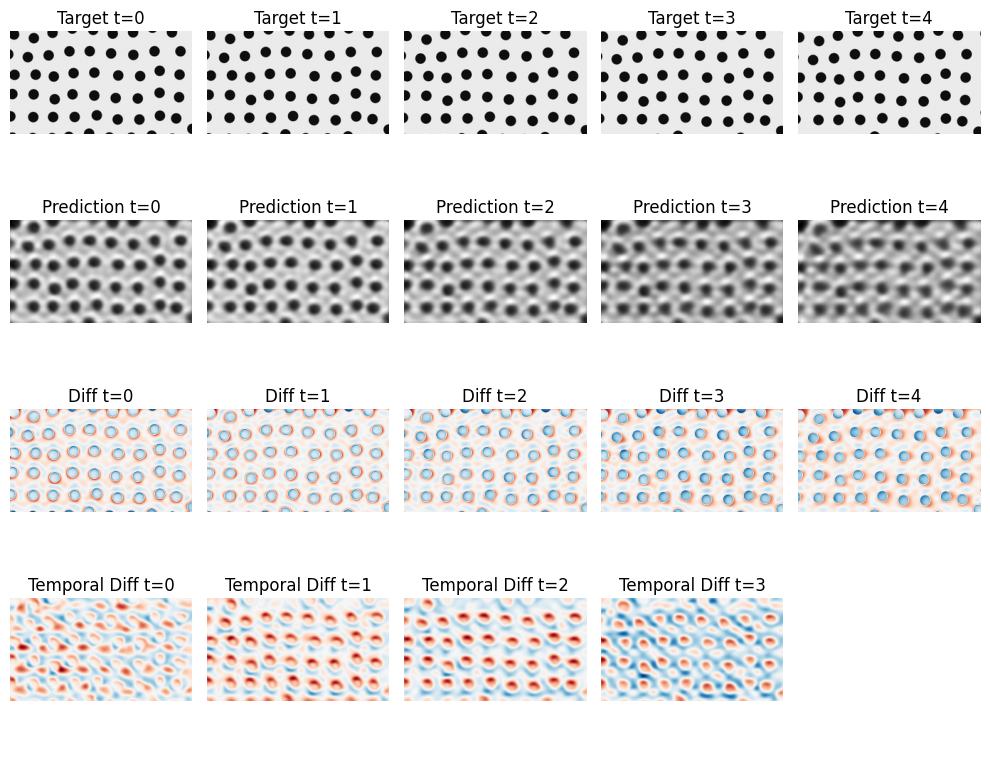 Target t=0 Target t=1 Target t=2 Target t=3 Target t=4
Prediction t=0 Prediction t=1 Prediction t=2 Prediction t=3 Prediction t=4
Diff t=0 Diff t=1 Diff t=2 Diff t=3 Diff t=4
Temporal Diff t=0 Temporal Diff t=1 Temporal Diff t=2 Temporal Diff t=3